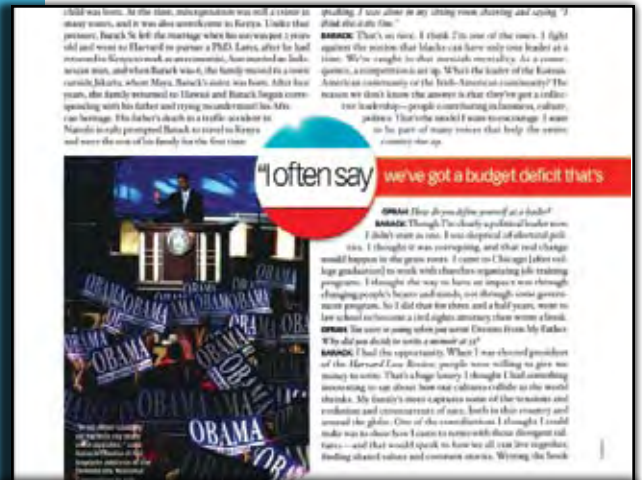 child was born. At the time, miscegenation was still a crime in
many states, and it was also unwelcome in Kenya. Under that
pressure, Barack Sr. left the marriage when his son was just 2 years
old and went to Harvard to pursue a PhD. Later, after he had
returned to Kenya to work as an economist, Ann married an Indo-
nesian man, and when Barack was 6, the family moved to a town
outside Jakarta, where Maya, Barack's sister, was born. After four
years, the family returned to Hawaii and Barack began corre-
sponding with his father and trying to understand his Afri-
can heritage. His father's death in a traffic accident in
Nairobi in 1982 prompted Barack to travel to Kenya
and meet the rest of his family for the first time.
speaking, I was alone in my sitting room cheering and saying "I
think this is the One."
BARACK: That's so nice. I think I'm one of the ones. I fight
against the notion that blacks can have only one leader at a
time. We're caught in that messiah mentality. As a conse-
quence, a competition is set up. Who's the leader of the Korean-
American community? Or the Irish-American community? The
reason we don't know the answer is that they've got a collec-
tive leadership—people contributing in business, culture,
politics. That's the model I want to encourage. I want
to be part of many voices that help the entire
country rise up.
"I often say we've got a budget deficit that's
OPRAH: How do you define yourself as a leader?
BARACK: Though I'm clearly a political leader now,
I didn't start as one. I was skeptical of electoral poli-
tics. I thought it was corrupting, and that real change
would happen in the grass roots. I came to Chicago [after col-
lege graduation] to work with churches organizing job training
programs. I thought the way to have an impact was through
changing people's hearts and minds, not through some govern-
ment program. So I did that for three and a half years, went to
law school to become a civil rights attorney, then wrote a book.
OPRAH: You were so young when you wrote Dreams from My Father.
Why did you decide to write a memoir at 33?
BARACK: I had the opportunity. When I was elected president
of the Harvard Law Review, people were willing to give me
money to write. That's a huge luxury. I thought I had something
interesting to say about how our cultures collide as the world
shrinks. My family's story captures some of the tensions and
evolution and crosscurrents of race, both in this country and
around the globe. One of the contributions I thought I could
make was to show how I came to terms with these divergent cul-
tures—and that would speak to how we all can live together,
finding shared values and common stories. Writing the book
OBAMA
OBAMA
OBAMA
OBAMA
OBAMA
OBAMA
OBAMA
OBAMA